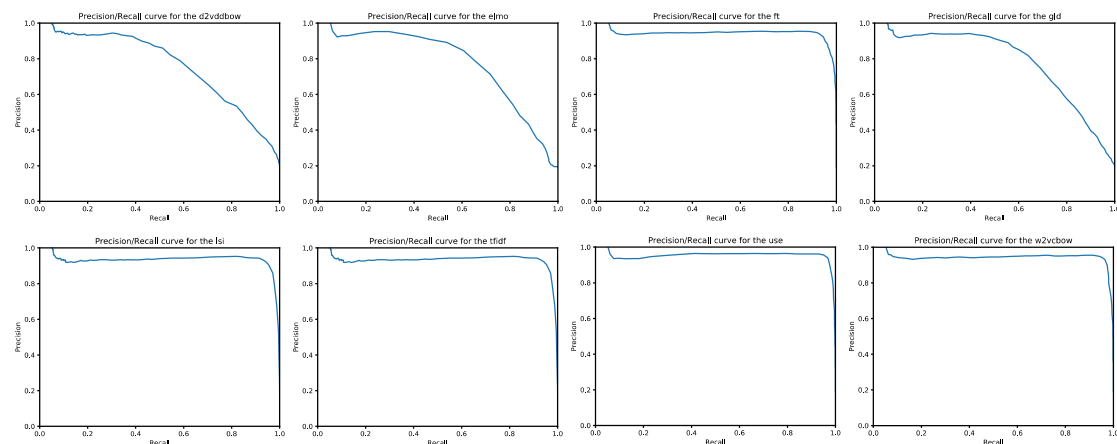 Precision/Recall curve for the d2vddbow
Precision/Recall curve for the elmo
Precision/Recall curve for the ft
Precision/Recall curve for the gld
1.0 0.8 0.6 0.4 0.2 0.0
Precision
0.0 0.2 0.4 0.6 0.8 1.0
Recall
1.0 0.8 0.6 0.4 0.2 0.0
Precision
0.0 0.2 0.4 0.6 0.8 1.0
Recall
1.0 0.8 0.6 0.4 0.2 0.0
Precision
0.0 0.2 0.4 0.6 0.8 1.0
Recall
1.0 0.8 0.6 0.4 0.2 0.0
Precision
0.0 0.2 0.4 0.6 0.8 1.0
Recall
Precision/Recall curve for the lsi
Precision/Recall curve for the tfidf
Precision/Recall curve for the use
Precision/Recall curve for the w2vcbow
1.0 0.8 0.6 0.4 0.2 0.0
Precision
0.0 0.2 0.4 0.6 0.8 1.0
Recall
1.0 0.8 0.6 0.4 0.2 0.0
Precision
0.0 0.2 0.4 0.6 0.8 1.0
Recall
1.0 0.8 0.6 0.4 0.2 0.0
Precision
0.0 0.2 0.4 0.6 0.8 1.0
Recall
1.0 0.8 0.6 0.4 0.2 0.0
Precision
0.0 0.2 0.4 0.6 0.8 1.0
Recall